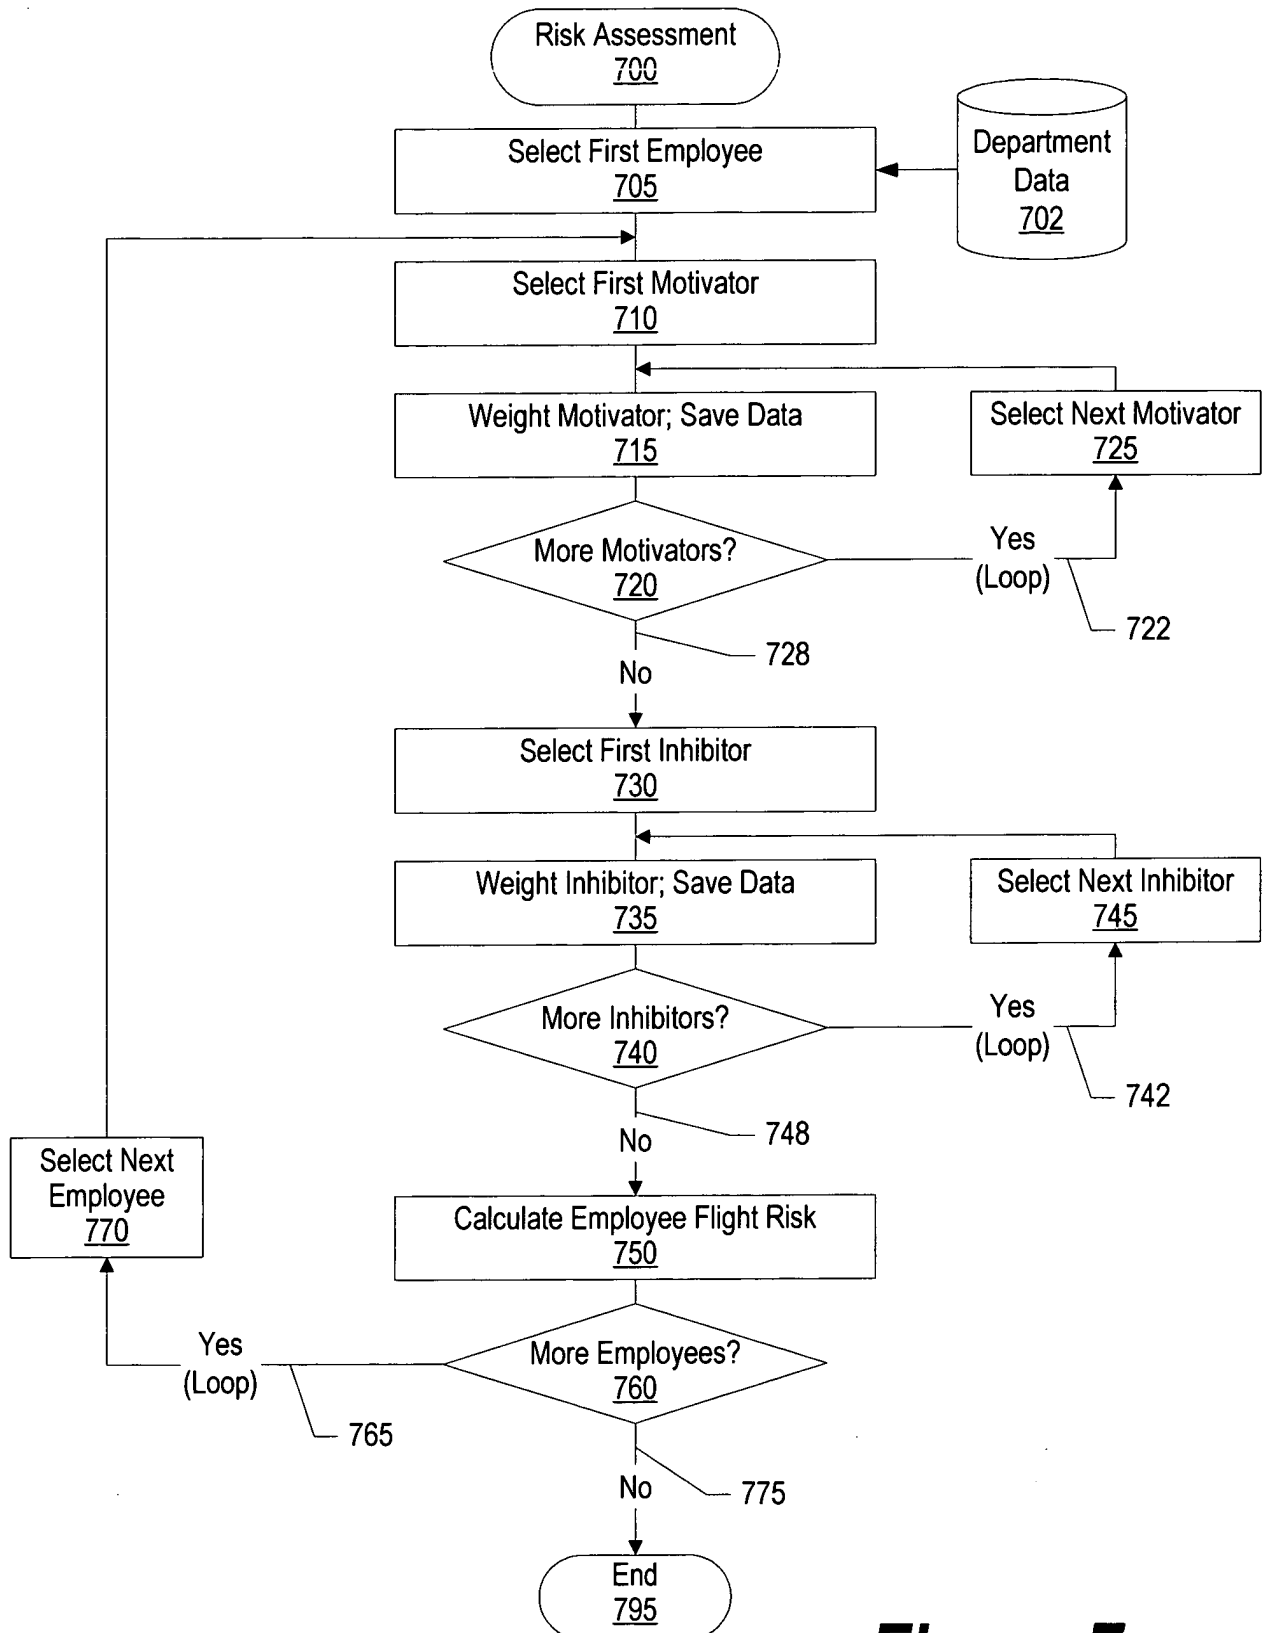 Risk Assessment
700
Department
Data
702
Select First Employee
705
Select First Motivator
710
Weight Motivator; Save Data
715
Select Next Motivator
725
More Motivators?
720
Yes
(Loop)
722
728
No
Select First Inhibitor
730
Weight Inhibitor; Save Data
735
Select Next Inhibitor
745
More Inhibitors?
740
Yes
(Loop)
742
748
No
Select Next
Employee
770
Calculate Employee Flight Risk
750
More Employees?
760
Yes
(Loop)
765
No
775
End
795